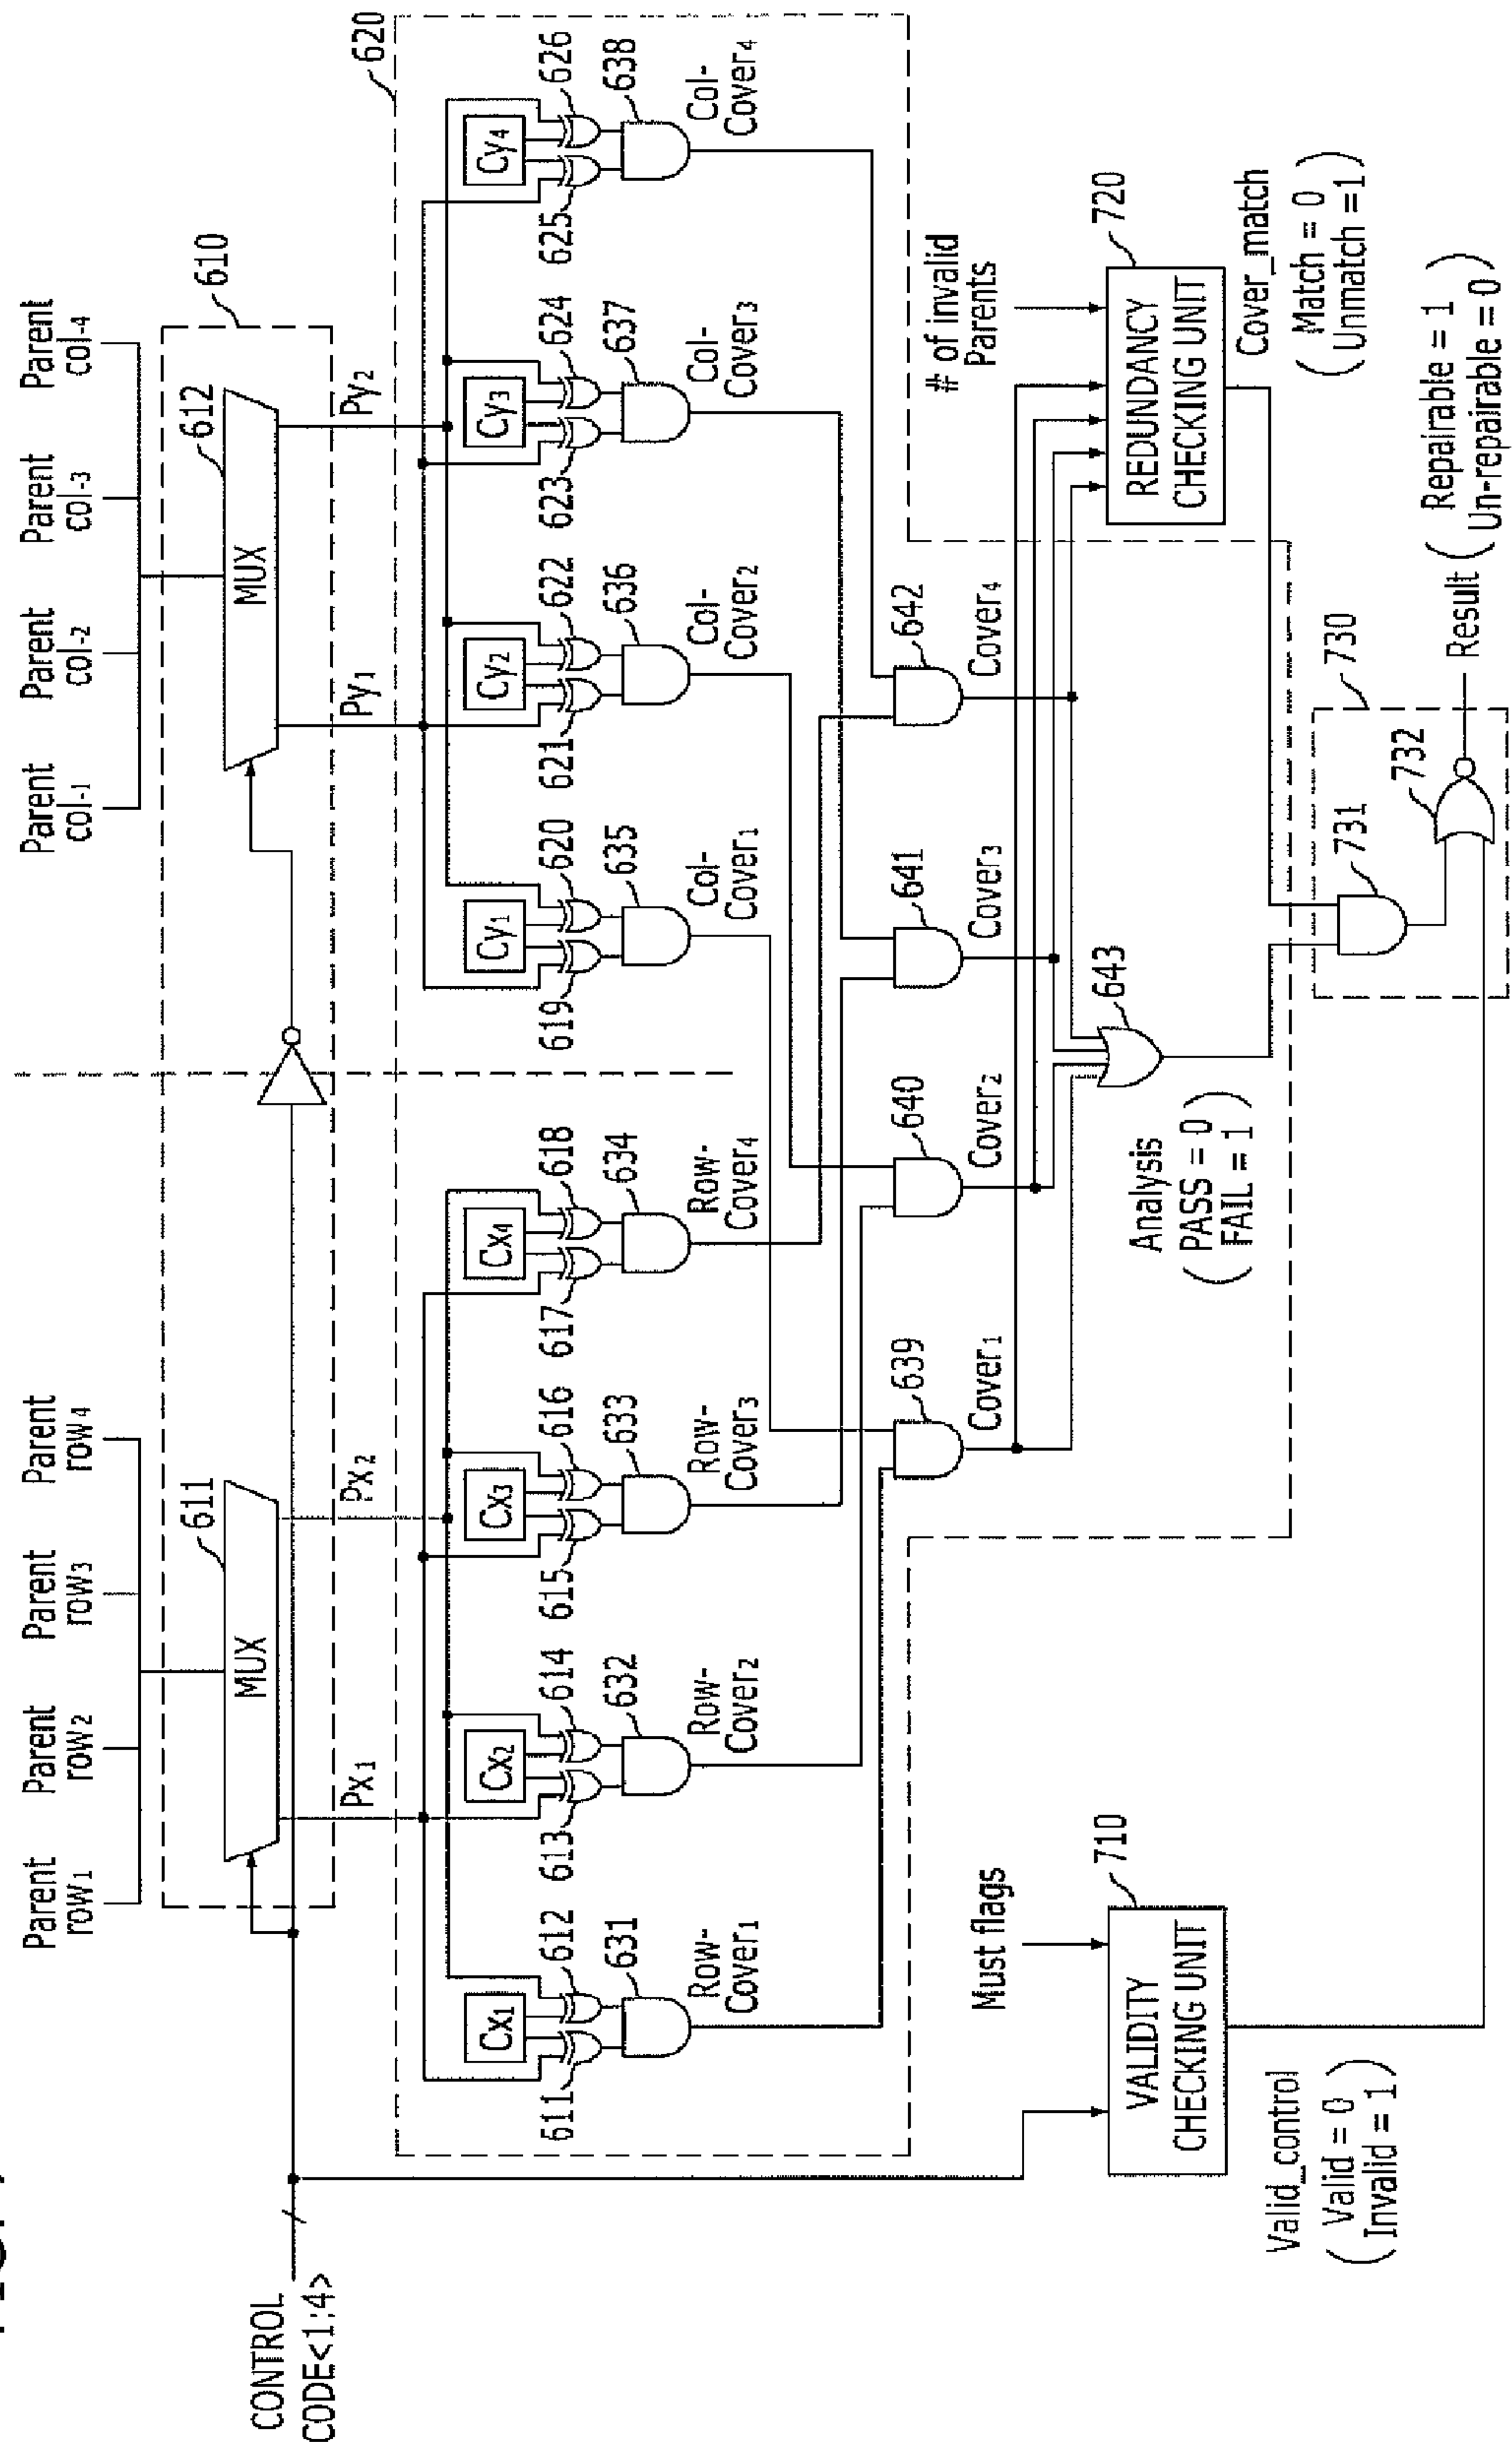 CONTROL
CODE<1:4>
Parent
row1
Parent
row2
Parent
row3
Parent
row4
Parent
col-1
Parent
col-2
Parent
col-3
Parent
col-4
610
611
MUX
612
MUX
Px1
Px2
Py1
Py2
620
Cx1
Cx2
Cx3
Cx4
Cy1
Cy2
Cy3
Cy4
611
612
613
614
615
616
617
618
619
620
621
622
623
624
625
626
631
632
633
634
635
636
637
638
Row-
Cover1
Row-
Cover2
Row-
Cover3
Row-
Cover4
Col-
Cover1
Col-
Cover2
Col-
Cover3
Col-
Cover4
639
640
641
642
Cover1
Cover2
Cover3
Cover4
643
Analysis
(PASS = 0
FAIL = 1)
Must flags
710
VALIDITY
CHECKING UNIT
Valid_control
(Valid = 0
Invalid = 1)
# of invalid
Parents
720
REDUNDANCY
CHECKING UNIT
Cover_match
(Match = 0
Unmatch =1)
730
731
732
Result (Repairable = 1
Un-repairable = 0)